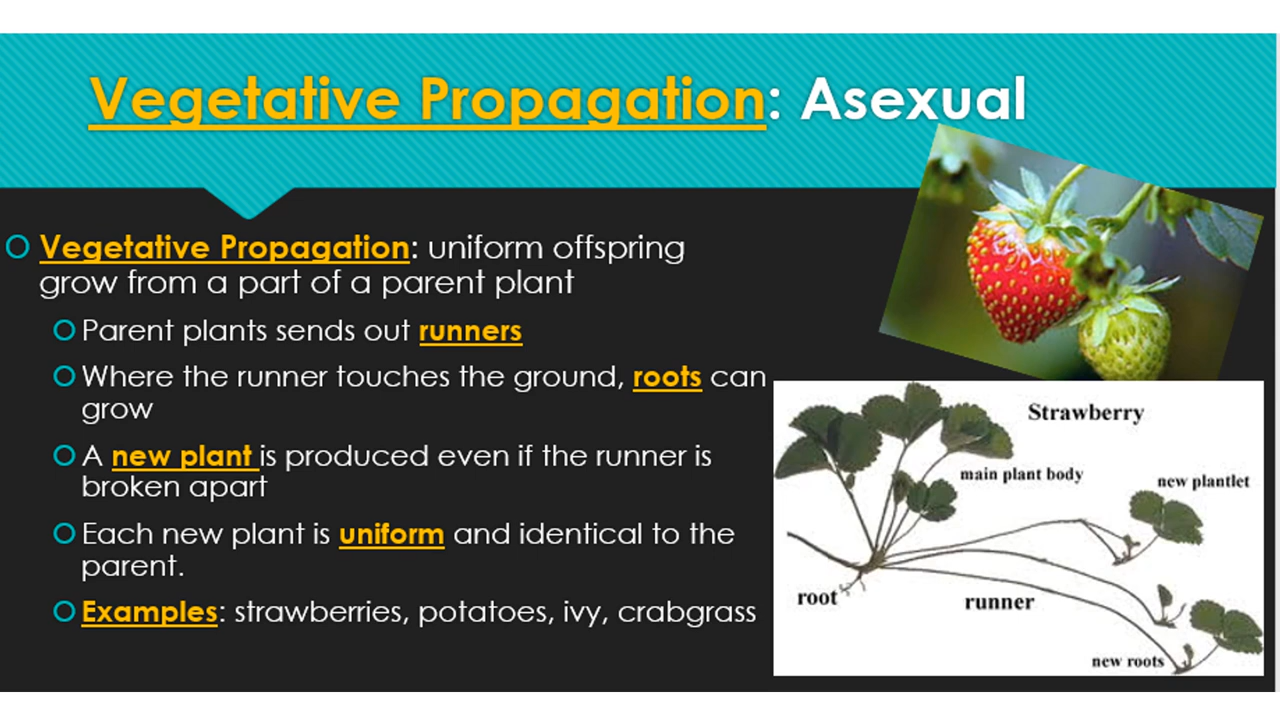 Vegetative Propagation: Asexual
Vegetative Propagation: uniform offspring
grow from a part of a parent plant
Parent plants sends out runners
Where the runner touches the ground, roots can
grow
A new plant is produced even if the runner is
broken apart
Each new plant is uniform and identical to the
parent.
Examples: strawberries, potatoes, ivy, crabgrass
Strawberry
main plant body
new plantlet
root
runner
new roots